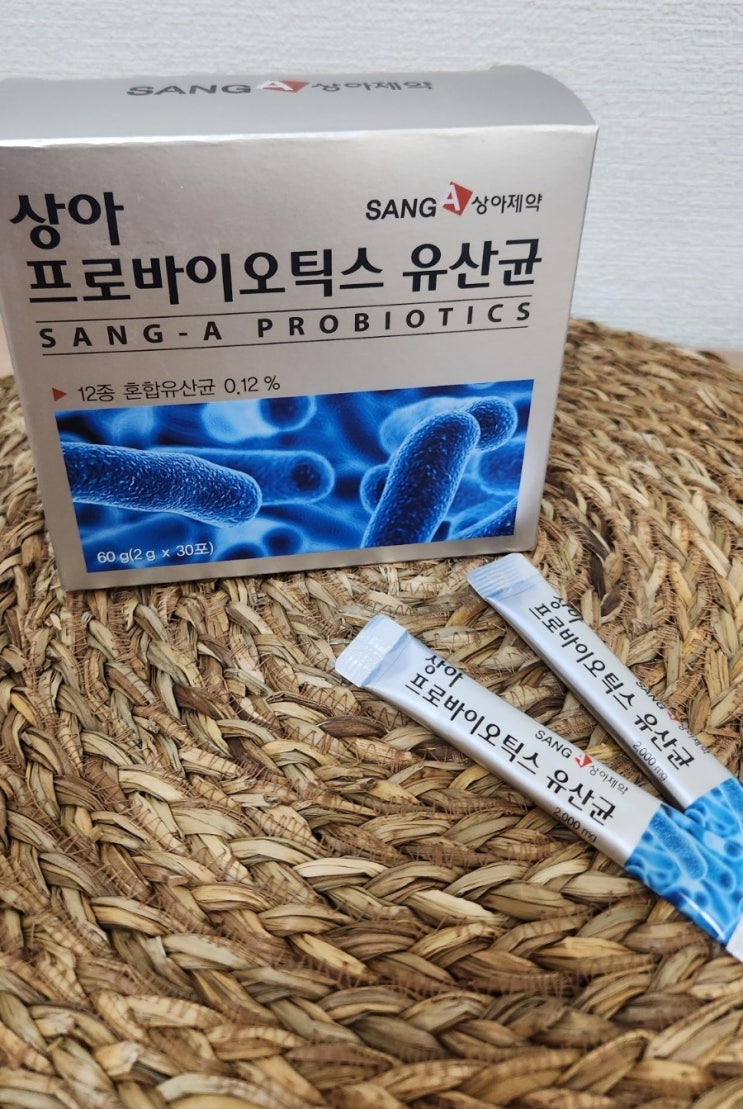 SANG A 상아제약
SANG A 상아제약
상아
프로바이오틱스 유산균
SANG-A PROBIOTICS
▶ 12종 혼합유산균 0.12 %
60 g(2 g x 30포)
상아
프로바이오틱스 유산균
SANG A 상아제약
2,000 mg
상아
프로바이오틱스 유산균
SANG A 상아제약
2,000 mg